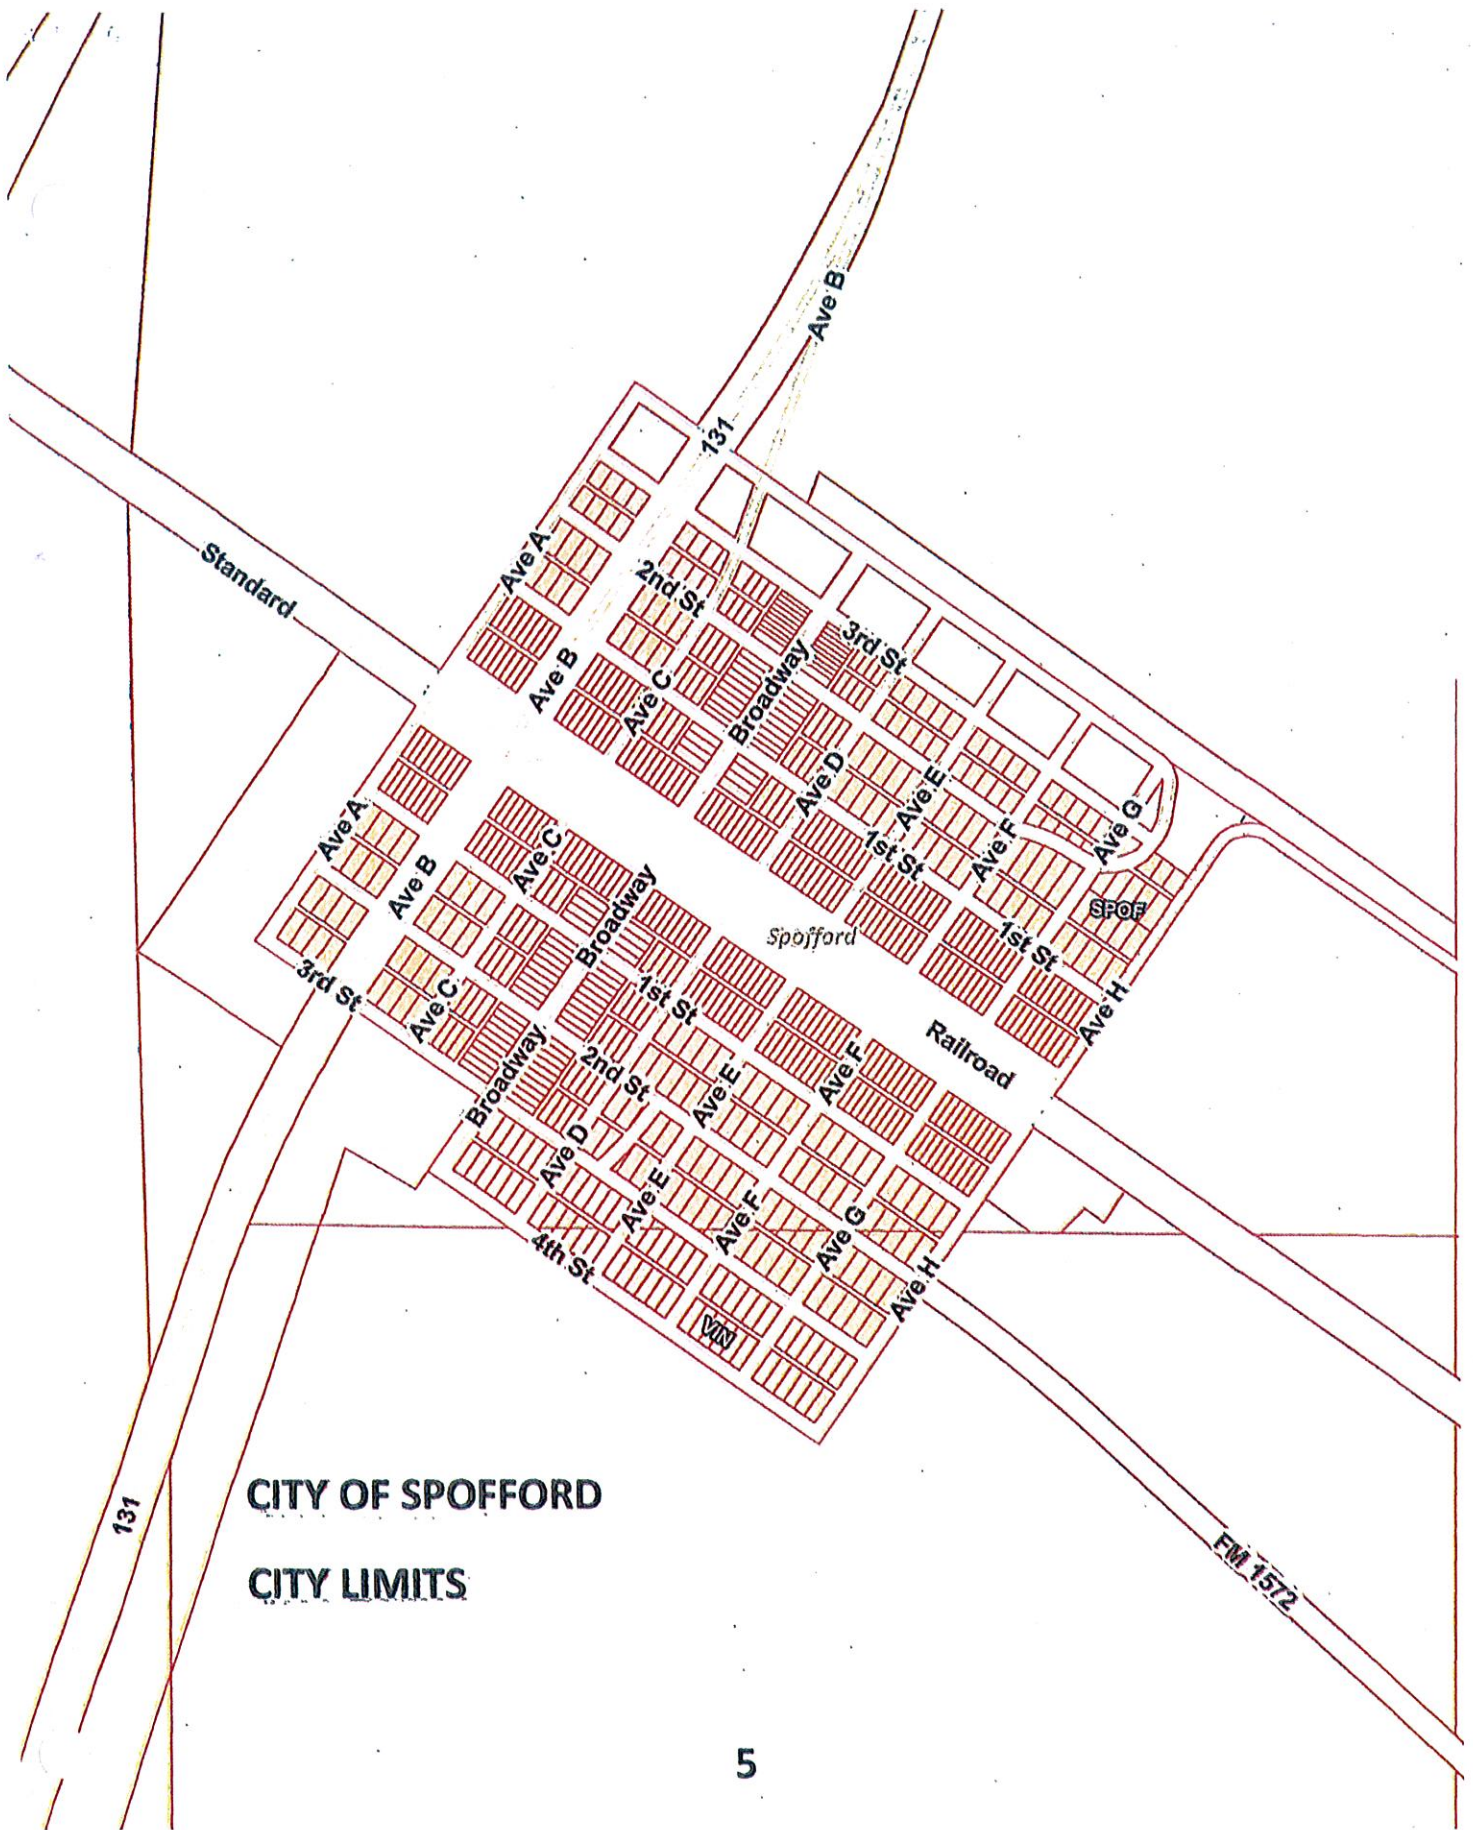 Ave B
131
Ave A
Standard
2nd St
3rd St
Broadway
Ave B
Ave C
Ave D
Ave E
Ave F
Ave G
1st St
Ave A
Ave C
Ave B
Broadway
SPOF
Spofford
1st St
3rd St
Ave C
1st St
Ave H
Railroad
Broadway
2nd St
Ave E
Ave F
Ave D
Ave E
Ave F
Ave G
4th St
Ave H
VIN
CITY OF SPOFFORD
131
FM 1572
CITY LIMITS
5